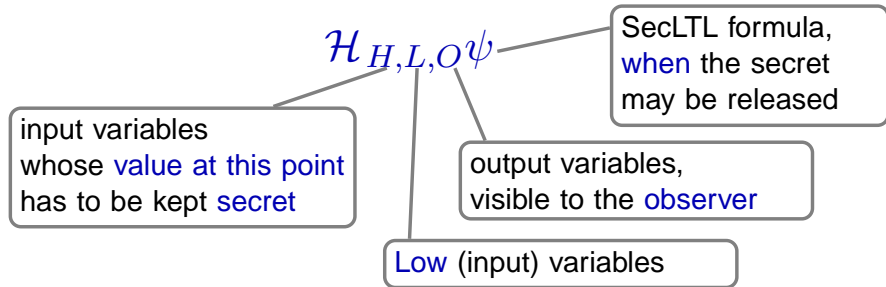 ℋ H,L,O ψ
SecLTL formula,
when the secret
may be released
input variables
whose value at this point
has to be kept secret
output variables,
visible to the observer
Low (input) variables